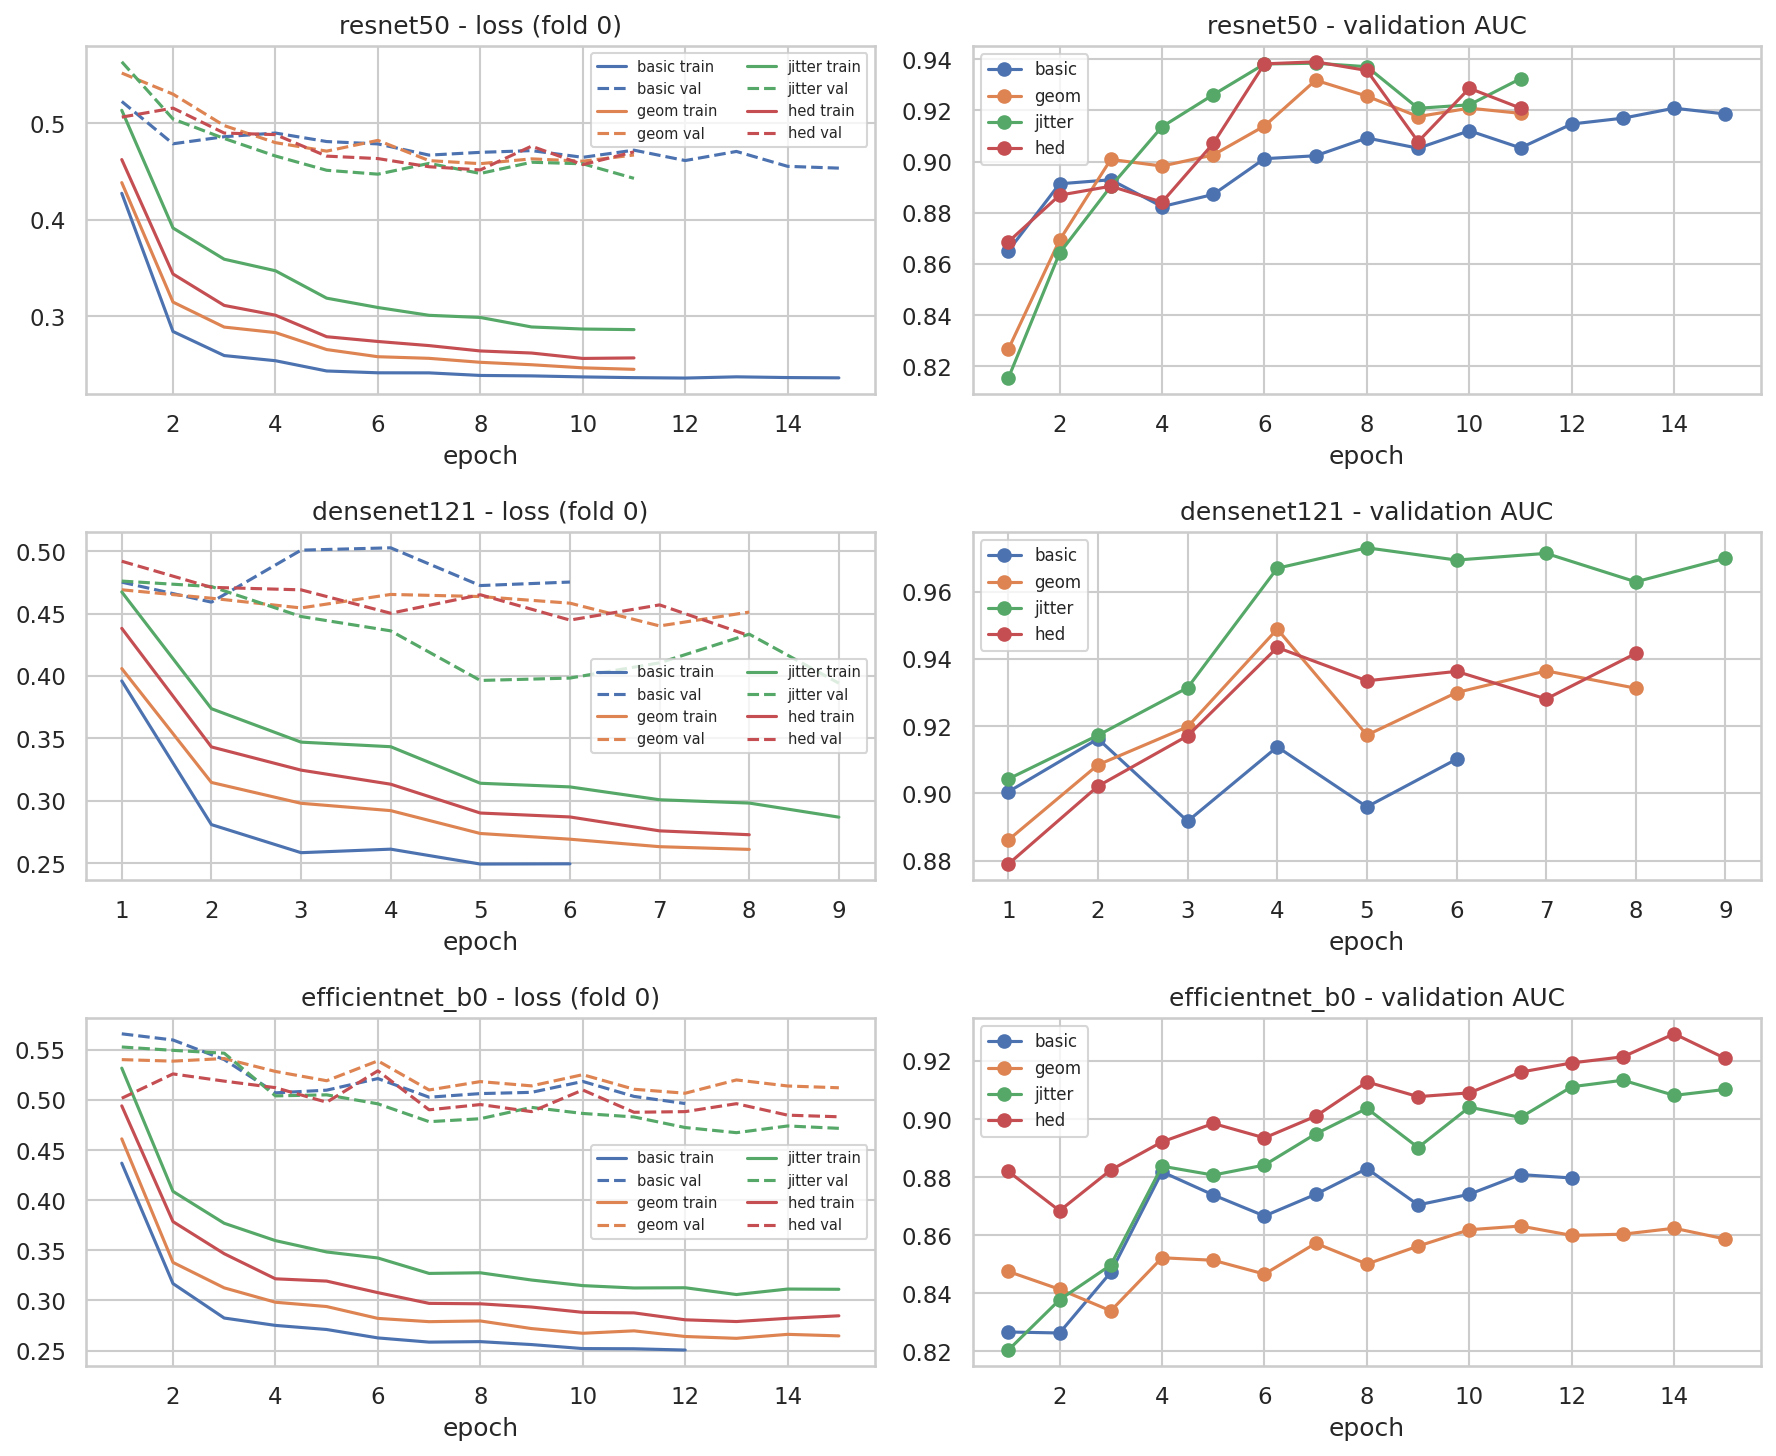 resnet50 - loss (fold 0)
0.5
0.4
0.3
basic train
basic val
geom train
geom val
jitter train
jitter val
hed train
hed val
2 4 6 8 10 12 14
epoch
resnet50 - validation AUC
0.94
0.92
0.90
0.88
0.86
0.84
0.82
basic
geom
jitter
hed
2 4 6 8 10 12 14
epoch
densenet121 - loss (fold 0)
0.50
0.45
0.40
0.35
0.30
0.25
basic train
basic val
geom train
geom val
jitter train
jitter val
hed train
hed val
1 2 3 4 5 6 7 8 9
epoch
densenet121 - validation AUC
0.96
0.94
0.92
0.90
0.88
basic
geom
jitter
hed
1 2 3 4 5 6 7 8 9
epoch
efficientnet_b0 - loss (fold 0)
0.55
0.50
0.45
0.40
0.35
0.30
0.25
basic train
basic val
geom train
geom val
jitter train
jitter val
hed train
hed val
2 4 6 8 10 12 14
epoch
efficientnet_b0 - validation AUC
0.92
0.90
0.88
0.86
0.84
0.82
basic
geom
jitter
hed
2 4 6 8 10 12 14
epoch